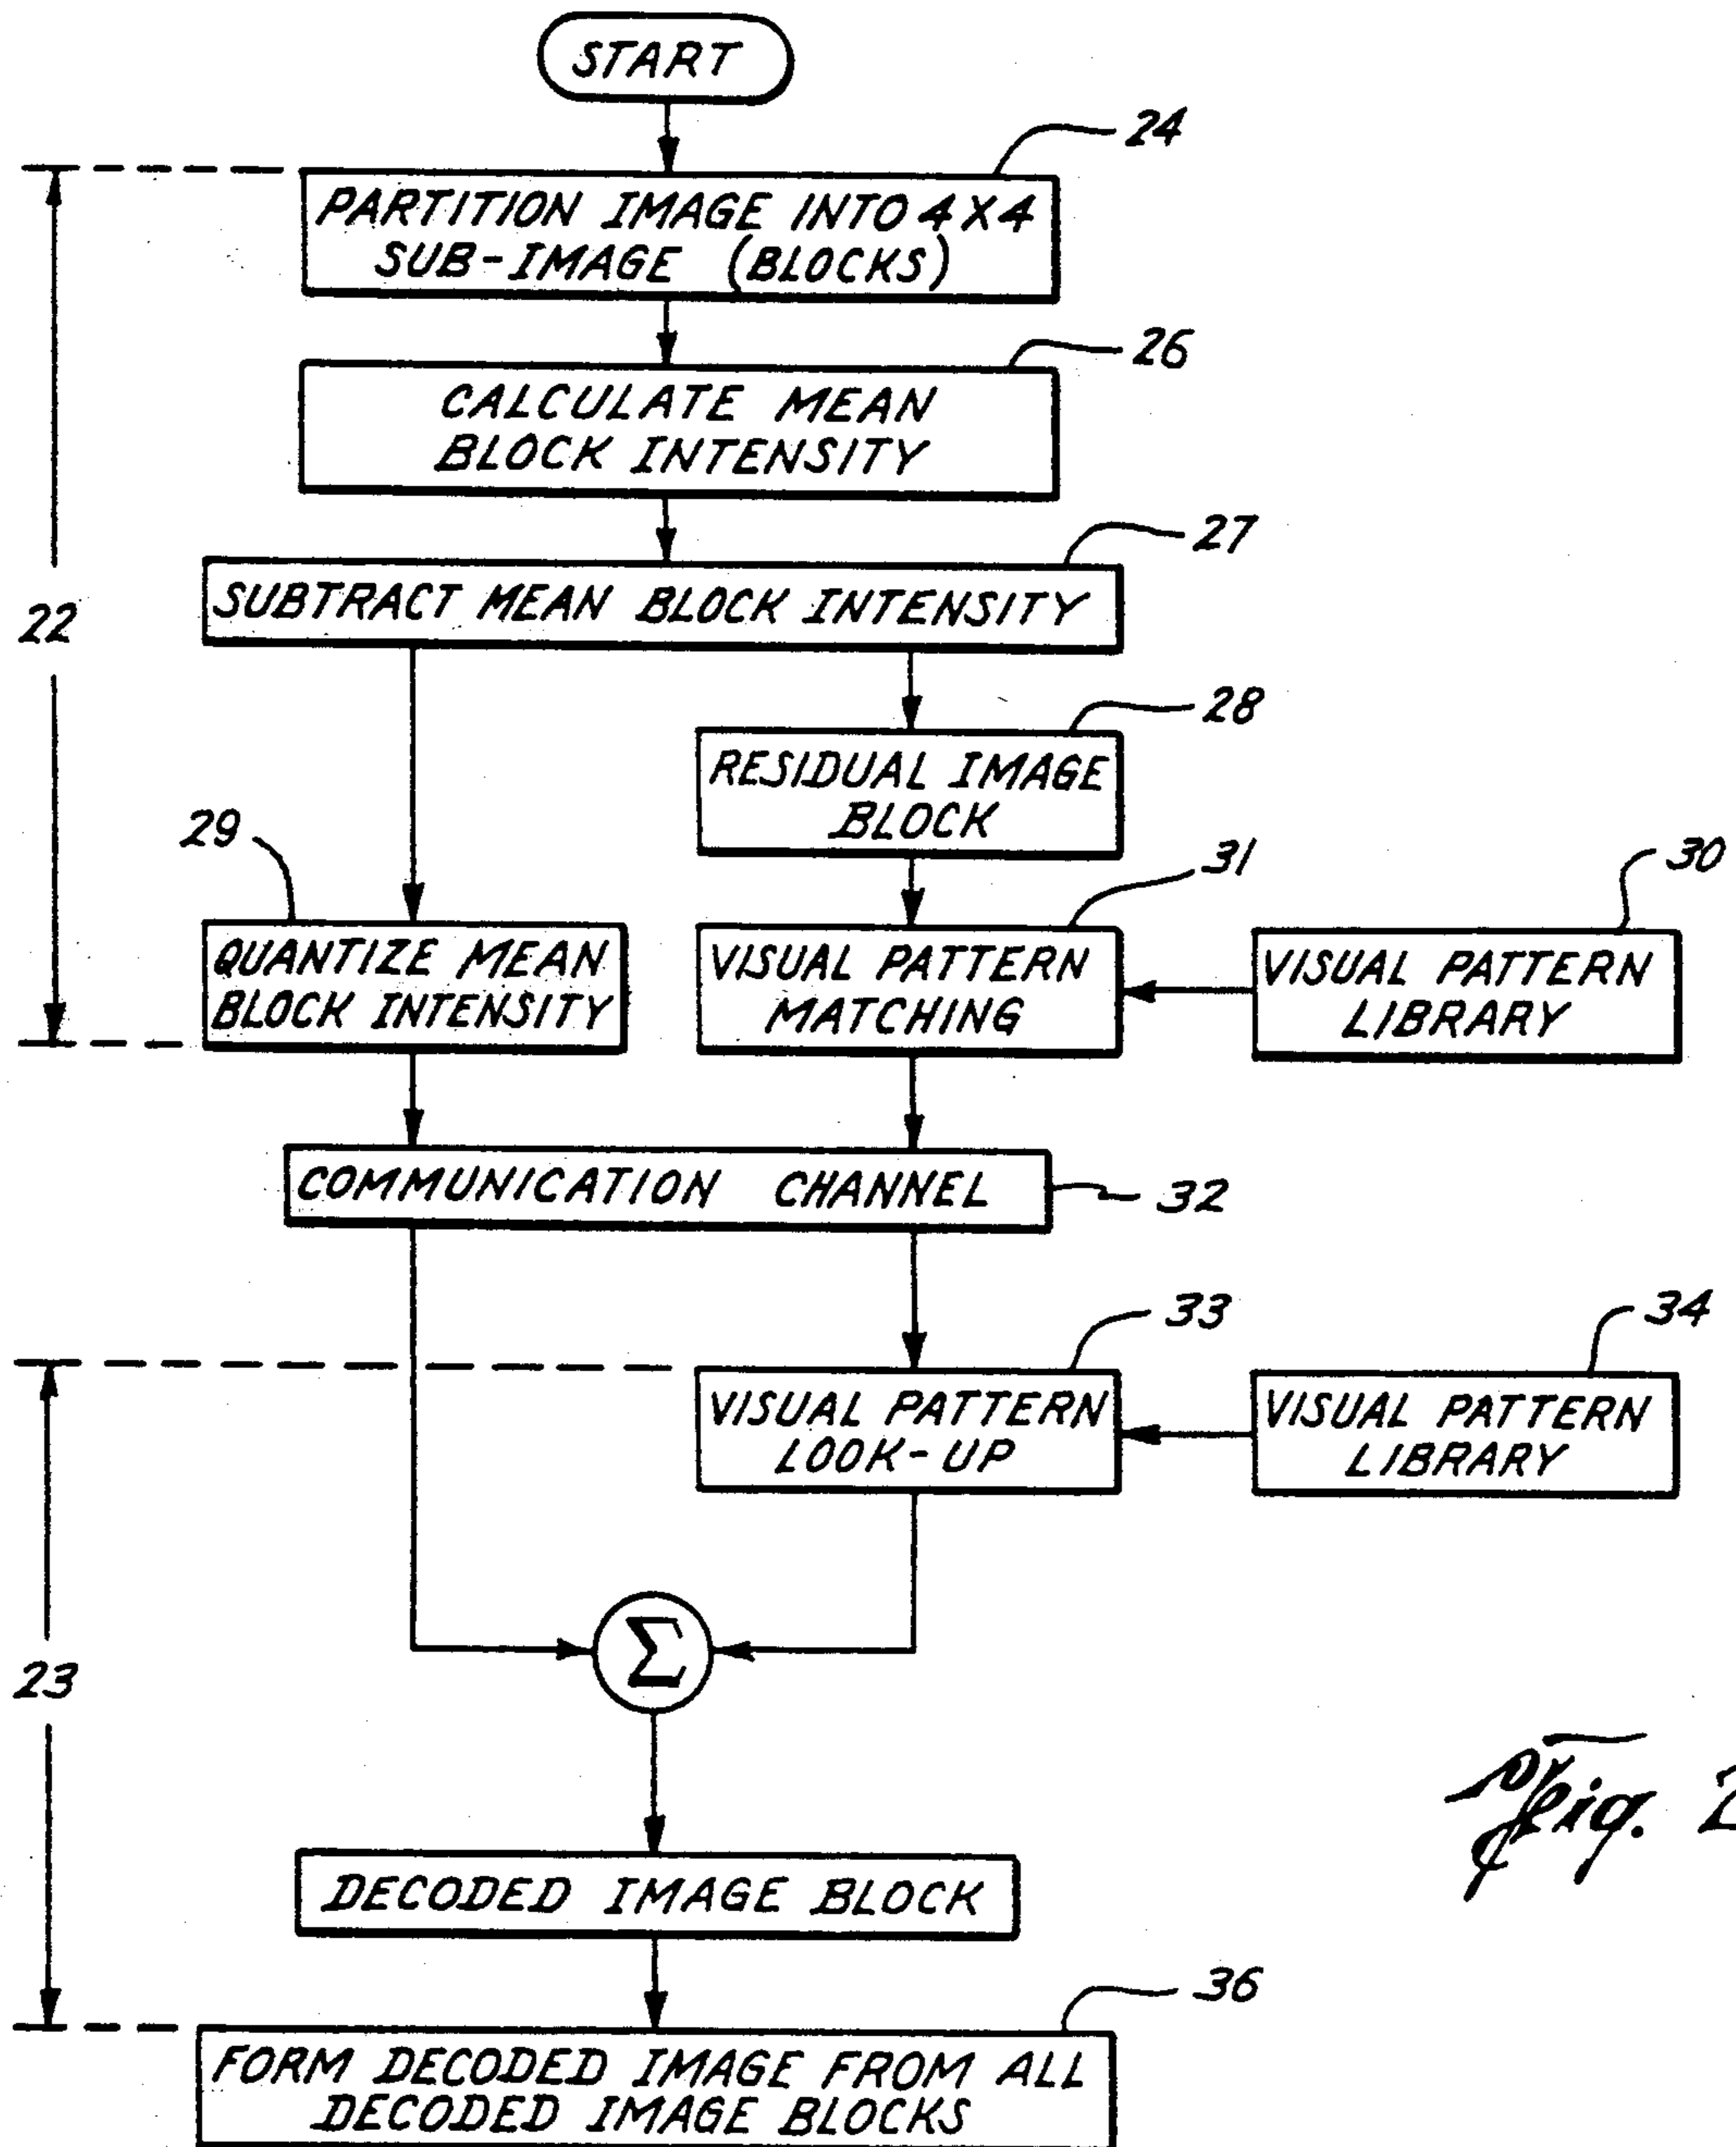 START
24
PARTITION IMAGE INTO 4X4
SUB-IMAGE (BLOCKS)
26
CALCULATE MEAN
BLOCK INTENSITY
27
SUBTRACT MEAN BLOCK INTENSITY
22
28
RESIDUAL IMAGE
BLOCK
29
31
30
QUANTIZE MEAN
BLOCK INTENSITY
VISUAL PATTERN
MATCHING
VISUAL PATTERN
LIBRARY
COMMUNICATION CHANNEL
32
33
34
VISUAL PATTERN
LOOK-UP
VISUAL PATTERN
LIBRARY
Σ
23
Fig. 2
DECODED IMAGE BLOCK
36
FORM DECODED IMAGE FROM ALL
DECODED IMAGE BLOCKS